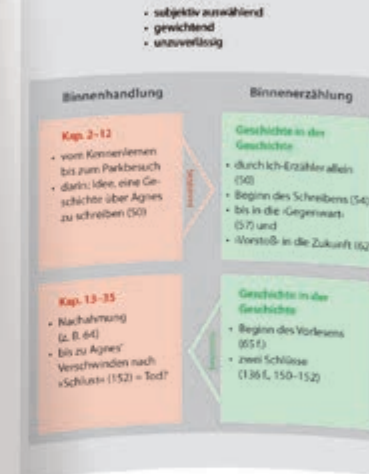 • subjektiv auswählend
• gewichtend
• unzuverlässig
Binnenhandlung
Kap. 2–12
• vom Kennenlernen
bis zum Parkbesuch
• darin: Idee, eine Ge-
schichte über Agnes
zu schreiben (50)
Binnenerzählung
Geschichte in der
Geschichte
• durch Ich-Erzähler allein
(50)
• Beginn des Schreibens (54)
• bis in die ›Gegenwart‹
(57) und
• ›Vorstoß‹ in die Zukunft (62
Kap. 13–35
• Nachahmung
(z. B. 64)
• bis zu Agnes'
Verschwinden nach
»Schluss« (152) = Tod?
Geschichte in der
Geschichte
• Beginn des Vorlesens
(65 f.)
• zwei Schlüsse
(136 f., 150–152)